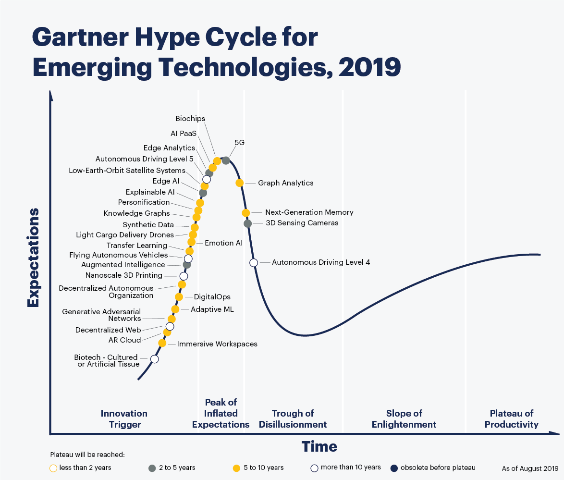 Gartner Hype Cycle for
Emerging Technologies, 2019
Biochips
AI PaaS
5G
Edge Analytics
Autonomous Driving Level 5
Low-Earth-Orbit Satellite Systems
Edge AI
Graph Analytics
Explainable AI
Personification
Knowledge Graphs
Next-Generation Memory
3D Sensing Cameras
Synthetic Data
Light Cargo Delivery Drones
Transfer Learning
Emotion AI
Flying Autonomous Vehicles
Augmented Intelligence
Autonomous Driving Level 4
Nanoscale 3D Printing
Decentralized Autonomous
Organization
DigitalOps
Generative Adversarial
Networks
Adaptive ML
Decentralized Web
AR Cloud
Immersive Workspaces
Biotech - Cultured
or Artificial Tissue
Expectations
Innovation
Trigger
Peak of
Inflated
Expectations
Trough of
Disillusionment
Slope of
Enlightenment
Plateau of
Productivity
Time
Plateau will be reached:
less than 2 years
2 to 5 years
5 to 10 years
more than 10 years
obsolete before plateau
As of August 2019